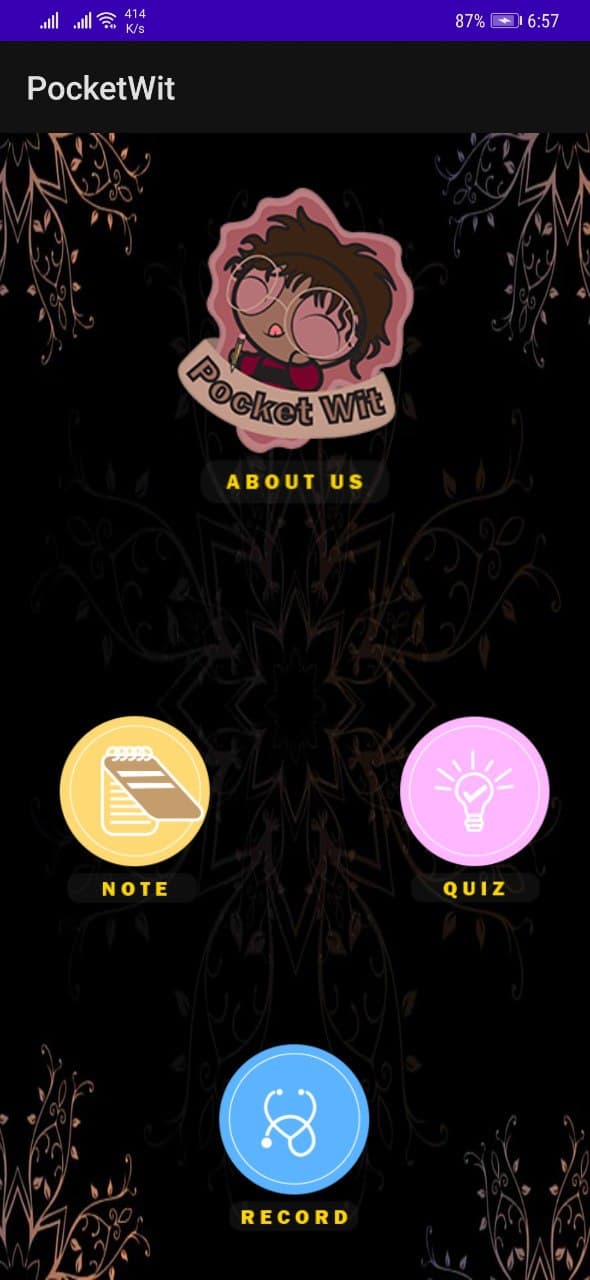 414
K/s
87%
6:57
PocketWit
Pocket Wit
ABOUT US
NOTE
QUIZ
RECORD